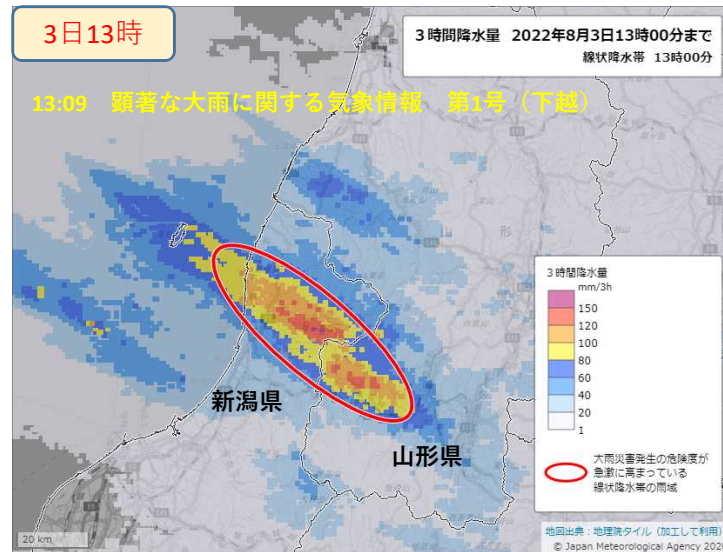 3日13時
３時間降水量 2022年8月3日13時00分まで
線状降水帯 13時00分
13:09 顕著な大雨に関する気象情報 第1号（下越）
山
形
3時間降水量
mm/3h
150
120
100
80
60
40
20
1
新潟県
山形県
大雨災害発生の危険度が
急激に高まっている
線状降水帯の雨域
20 km
地図出典：地理院タイル（加工して利用）
© Japan Meteorological Agency 202